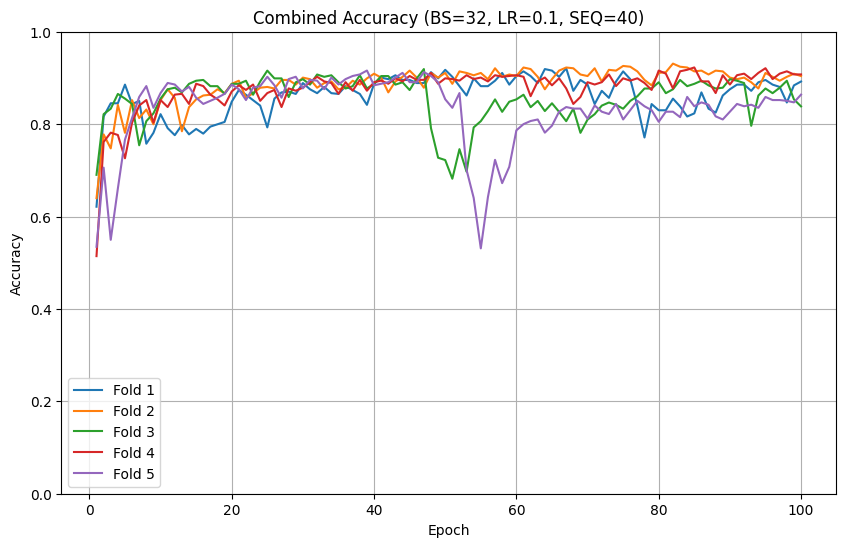 Combined Accuracy (BS=32, LR=0.1, SEQ=40)
1.0
0.8
0.6
0.4
0.2
0.0
Accuracy
Fold 1
Fold 2
Fold 3
Fold 4
Fold 5
0 20 40 60 80 100
Epoch